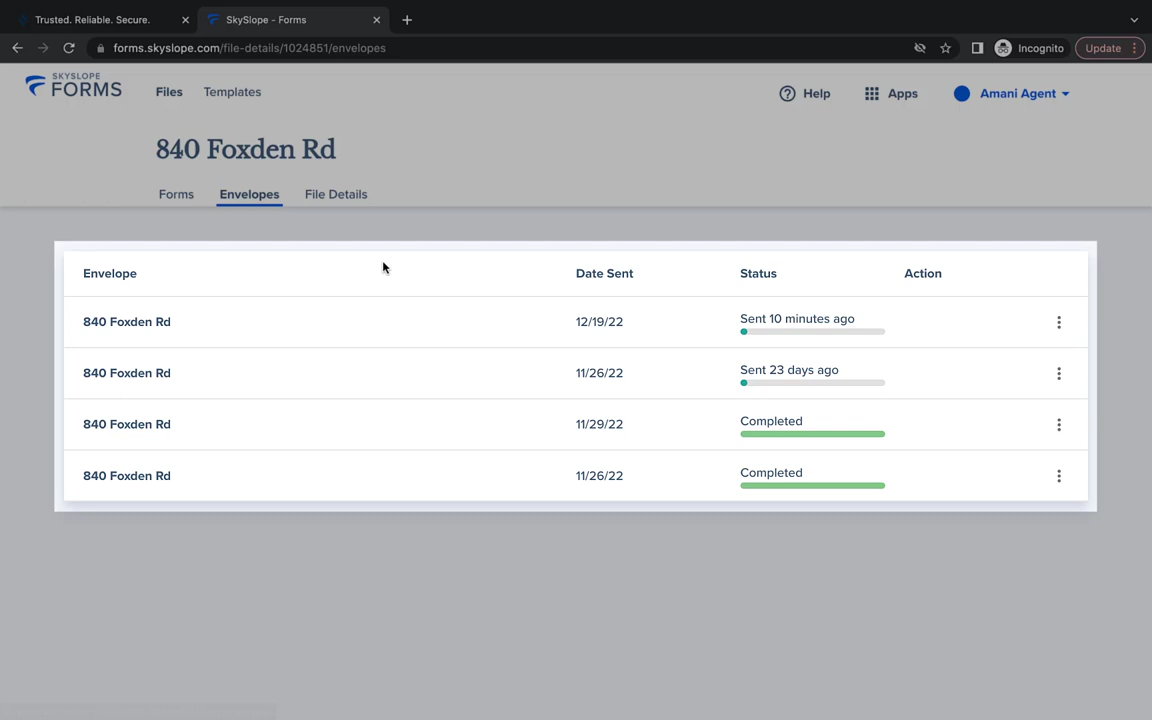 Trusted. Reliable. Secure.
SkySlope - Forms
forms.skyslope.com/file-details/1024851/envelopes
Incognito
Update
SKYSLOPE
FORMS
Files
Templates
Help
Apps
Amani Agent
840 Foxden Rd
Forms
Envelopes
File Details
Envelope
Date Sent
Status
Action
840 Foxden Rd
12/19/22
Sent 10 minutes ago
840 Foxden Rd
11/26/22
Sent 23 days ago
840 Foxden Rd
11/29/22
Completed
840 Foxden Rd
11/26/22
Completed